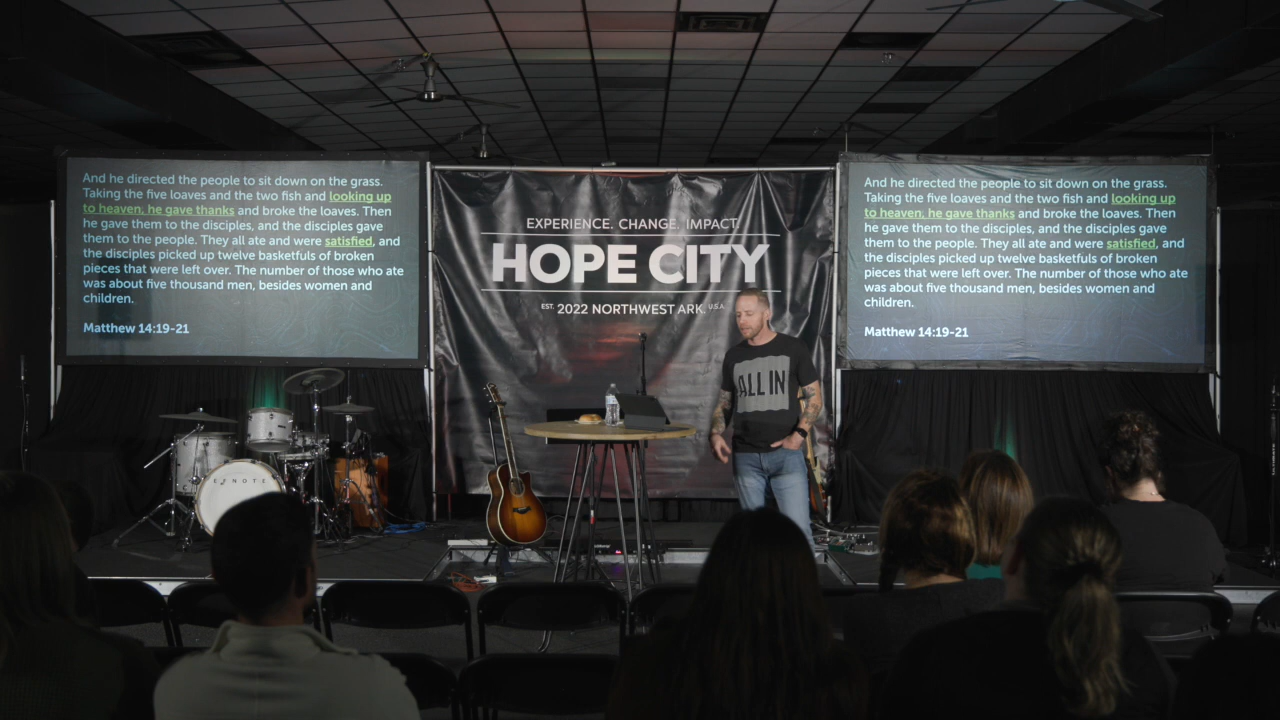 And he directed the people to sit down on the grass.
Taking the five loaves and the two fish and looking up
to heaven, he gave thanks and broke the loaves. Then
he gave them to the disciples, and the disciples gave
them to the people. They all ate and were satisfied, and
the disciples picked up twelve basketfuls of broken
pieces that were left over. The number of those who ate
was about five thousand men, besides women and
children.
Matthew 14:19-21
EXPERIENCE. CHANGE. IMPACT.
HOPE CITY
EST. 2022 NORTHWEST ARK. U.S.A.
ALL IN
And he directed the people to sit down on the grass.
Taking the five loaves and the two fish and looking up
to heaven, he gave thanks and broke the loaves. Then
he gave them to the disciples, and the disciples gave
them to the people. They all ate and were satisfied, and
the disciples picked up twelve basketfuls of broken
pieces that were left over. The number of those who ate
was about five thousand men, besides women and
children.
Matthew 14:19-21